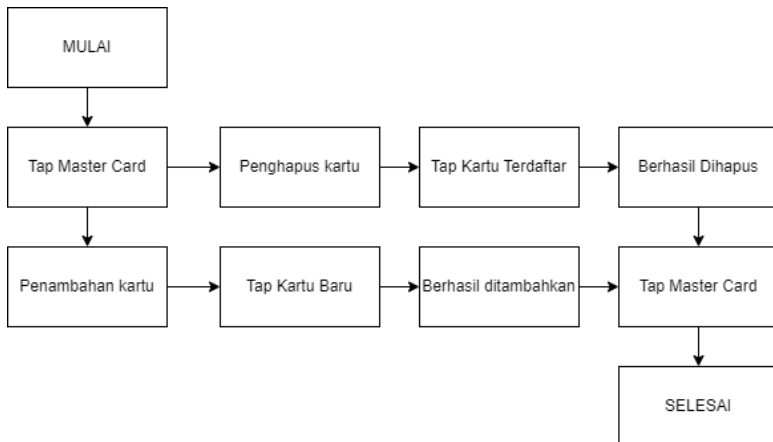 MULAI
Tap Master Card
Penghapus kartu
Tap Kartu Terdaftar
Berhasil Dihapus
Penambahan kartu
Tap Kartu Baru
Berhasil ditambahkan
Tap Master Card
SELESAI